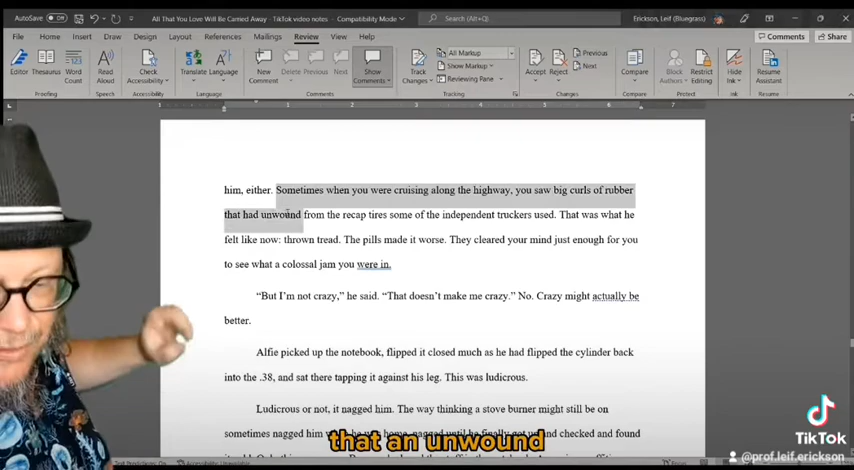 AutoSave Off All That You Love Will Be Carried Away - TikTok video notes - Compatibility Mode Search (Alt+Q) Erickson, Leif (Bluegrass)
File Home Insert Draw Design Layout References Mailings Review View Help Comments Share
Editor Thesaurus Word Count Read Aloud Check Accessibility Translate Language New Comment Delete Previous Next Show Comments Track Changes All Markup Show Markup Reviewing Pane Accept Reject Previous Next Compare Block Authors Restrict Editing Hide Ink Resume Assistant
Proofing Speech Accessibility Language Comments Tracking Changes Compare Protect Ink Resume
1 2 3 4 5 6 7
him, either. Sometimes when you were cruising along the highway, you saw big curls of rubber
that had unwound from the recap tires some of the independent truckers used. That was what he
felt like now: thrown tread. The pills made it worse. They cleared your mind just enough for you
to see what a colossal jam you were in.
“But I’m not crazy,” he said. “That doesn’t make me crazy.” No. Crazy might actually be
better.
Alfie picked up the notebook, flipped it closed much as he had flipped the cylinder back
into the .38, and sat there tapping it against his leg. This was ludicrous.
Ludicrous or not, it nagged him. The way thinking a stove burner might still be on
sometimes nagged him
and checked and found
that an unwound
TikTok
@prof.leif.erickson